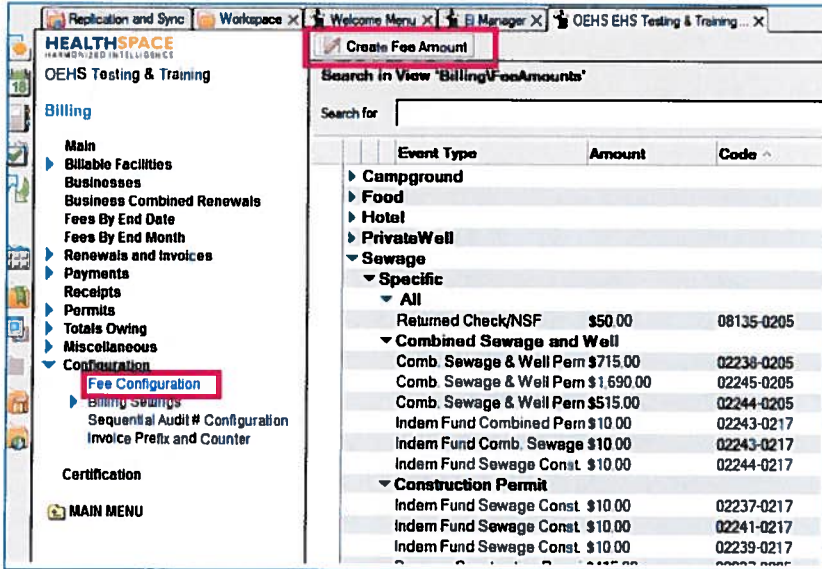 Replication and Sync Workspace X Welcome Menu X EI Manager X OEHS EHS Testing & Training... X
HEALTHSPACE
HARMONIZED INTELLIGENCE
OEHS Testing & Training
Billing
Main
Billable Facilities
Businesses
Business Combined Renewals
Fees By End Date
Fees By End Month
Renewals and Invoices
Payments
Receipts
Permits
Totals Owing
Miscellaneous
Configuration
Fee Configuration
Billing Settings
Sequential Audit # Configuration
Invoice Prefix and Counter
Certification
MAIN MENU
18
Create Fee Amount
Search in View 'Billing\FeeAmounts'
Search for
Event Type Amount Code
Campground
Food
Hotel
PrivateWell
Sewage
Specific
All
Returned Check/NSF $50.00 08135-0205
Combined Sewage and Well
Comb. Sewage & Well Perm $715.00 02238-0205
Comb. Sewage & Well Perm $1,690.00 02245-0205
Comb. Sewage & Well Perm $515.00 02244-0205
Indem Fund Combined Perm $10.00 02243-0217
Indem Fund Comb. Sewage $10.00 02243-0217
Indem Fund Sewage Const. $10.00 02244-0217
Construction Permit
Indem Fund Sewage Const. $10.00 02237-0217
Indem Fund Sewage Const. $10.00 02241-0217
Indem Fund Sewage Const. $10.00 02239-0217